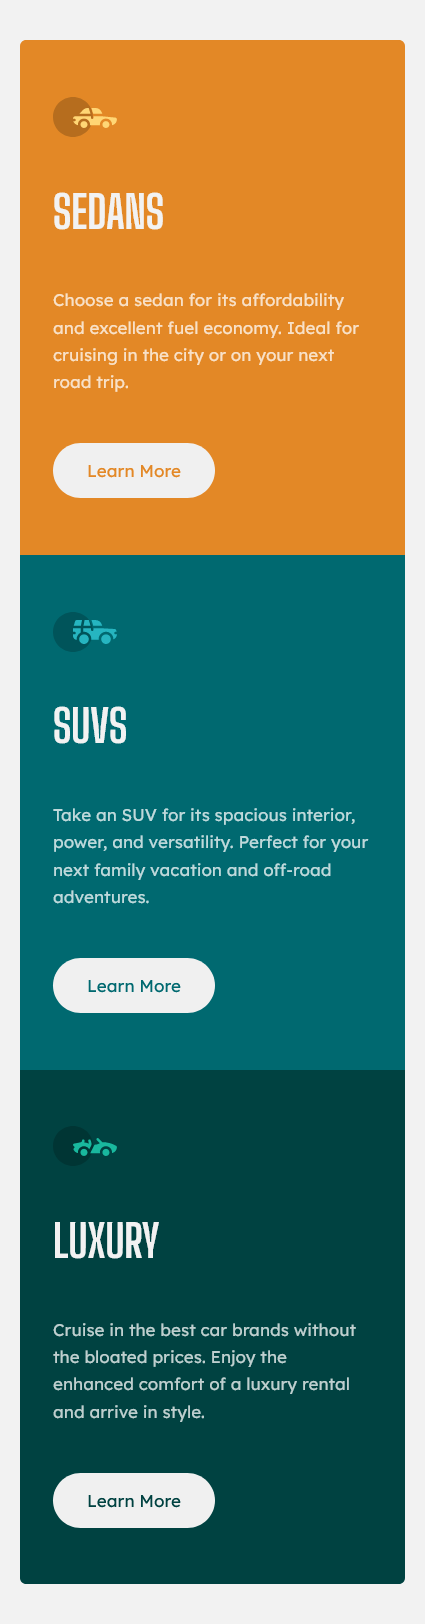 SEDANS
Choose a sedan for its affordability
and excellent fuel economy. Ideal for
cruising in the city or on your next
road trip.
Learn More
SUVS
Take an SUV for its spacious interior,
power, and versatility. Perfect for your
next family vacation and off-road
adventures.
Learn More
LUXURY
Cruise in the best car brands without
the bloated prices. Enjoy the
enhanced comfort of a luxury rental
and arrive in style.
Learn More